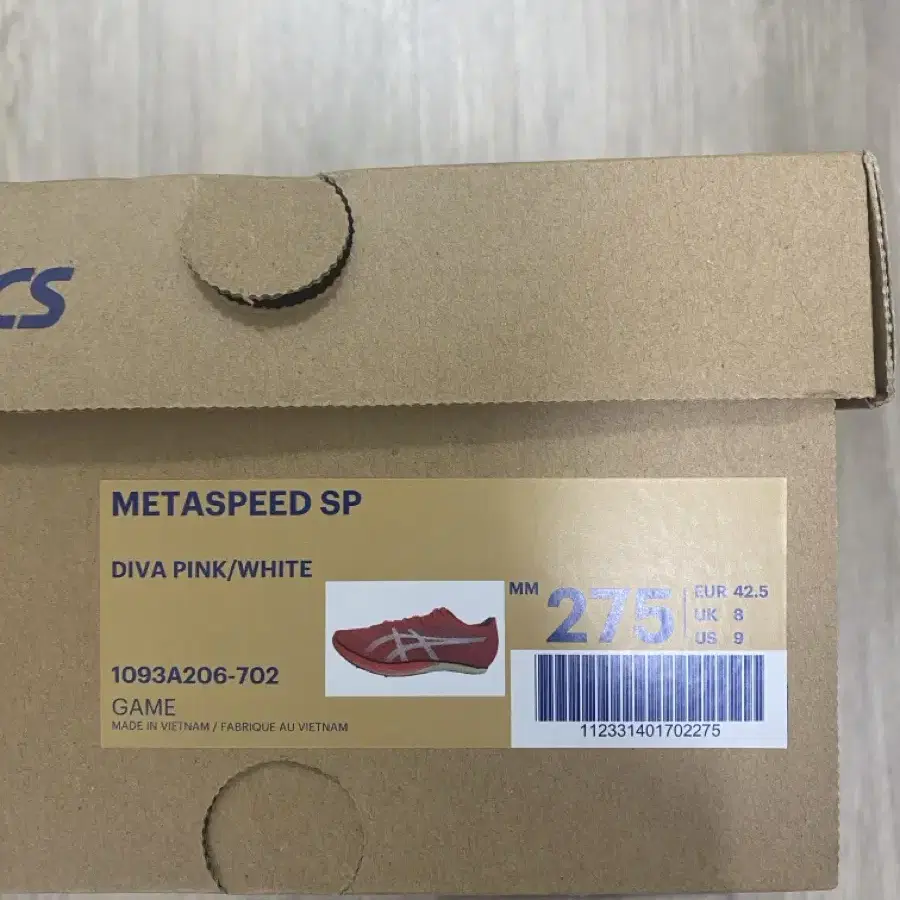 CS
METASPEED SP
DIVA PINK/WHITE
MM 275
EUR 42.5
UK 8
US 9
1093A206-702
GAME
MADE IN VIETNAM / FABRIQUE AU VIETNAM
112331401702275